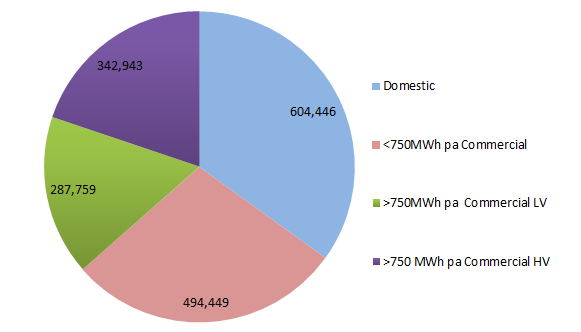 342,943
604,446
287,759
494,449
Domestic
<750MWh pa Commercial
>750MWh pa Commercial LV
>750 MWh pa Commercial HV